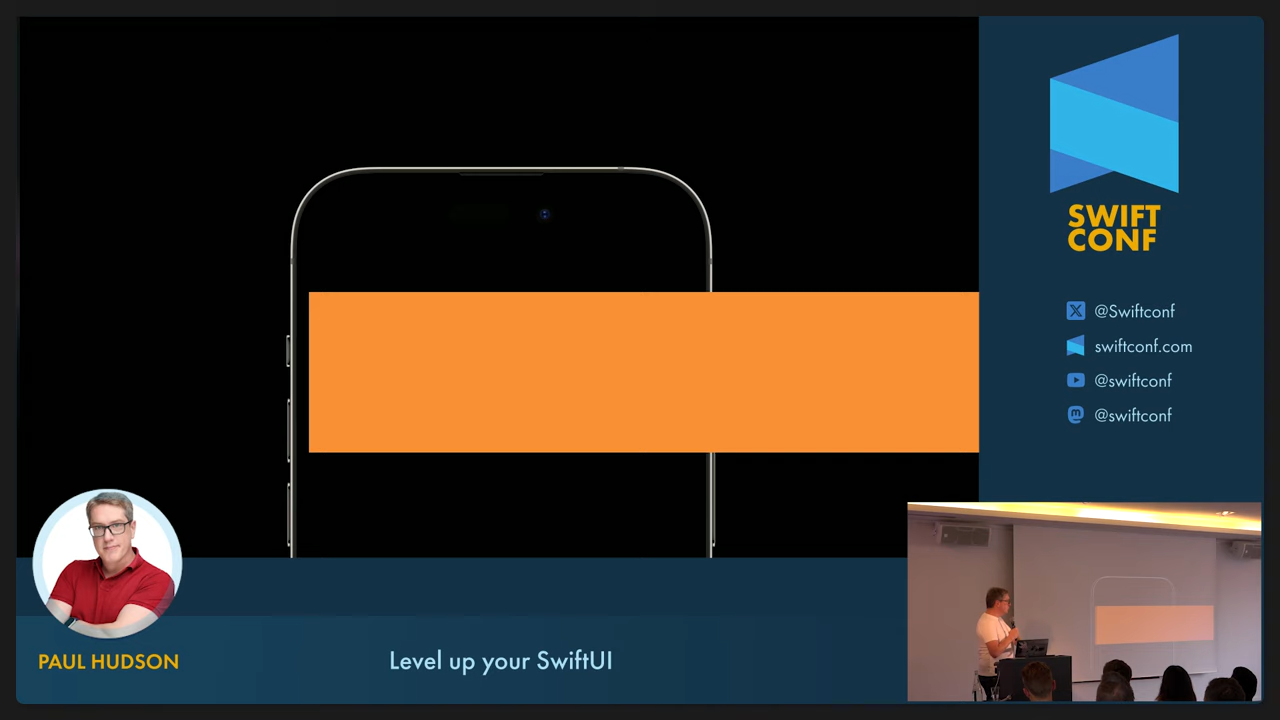 SWIFT
CONF
@Swiftconf
swiftconf.com
@swiftconf
@swiftconf
PAUL HUDSON
Level up your SwiftUI